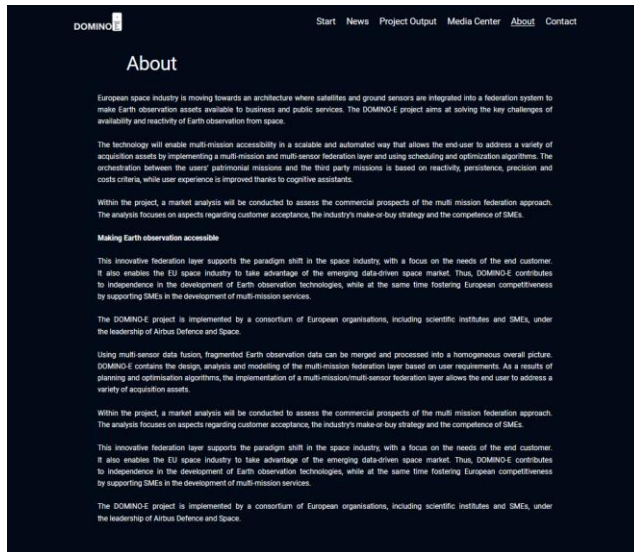 DOMINO E
Start News Project Output Media Center About Contact
About
European space industry is moving towards an architecture where satellites and ground sensors are integrated into a federation system to
make Earth observation assets available to business and public services. The DOMINO-E project aims at solving the key challenges of
availability and reactivity of Earth observation from space.
The technology will enable multi-mission accessibility in a scalable and automated way that allows the end-user to address a variety of
acquisition assets by implementing a multi-mission and multi-sensor federation layer and using scheduling and optimization algorithms. The
orchestration between the users' patrimonial missions and the third party missions is based on reactivity, persistence, precision and
costs criteria, while user experience is improved thanks to cognitive assistants.
Within the project, a market analysis will be conducted to assess the commercial prospects of the multi mission federation approach.
The analysis focuses on aspects regarding customer acceptance, the industry's make-or-buy strategy and the competence of SMEs.
Making Earth observation accessible
This innovative federation layer supports the paradigm shift in the space industry, with a focus on the needs of the end customer.
It also enables the EU space industry to take advantage of the emerging data-driven space market. Thus, DOMINO-E contributes
to independence in the development of Earth observation technologies, while at the same time fostering European competitiveness
by supporting SMEs in the development of multi-mission services.
The DOMINO-E project is implemented by a consortium of European organisations, including scientific institutes and SMEs, under
the leadership of Airbus Defence and Space.
Using multi-sensor data fusion, fragmented Earth observation data can be merged and processed into a homogeneous overall picture.
DOMINO-E contains the design, analysis and modelling of the multi-mission federation layer based on user requirements. As a results of
planning and optimisation algorithms, the implementation of a multi-mission/multi-sensor federation layer allows the end user to address a
variety of acquisition assets.
Within the project, a market analysis will be conducted to assess the commercial prospects of the multi mission federation approach.
The analysis focuses on aspects regarding customer acceptance, the industry's make-or-buy strategy and the competence of SMEs.
This innovative federation layer supports the paradigm shift in the space industry, with a focus on the needs of the end customer.
It also enables the EU space industry to take advantage of the emerging data-driven space market. Thus, DOMINO-E contributes
to independence in the development of Earth observation technologies, while at the same time fostering European competitiveness
by supporting SMEs in the development of multi-mission services.
The DOMINO-E project is implemented by a consortium of European organisations, including scientific institutes and SMEs, under
the leadership of Airbus Defence and Space.